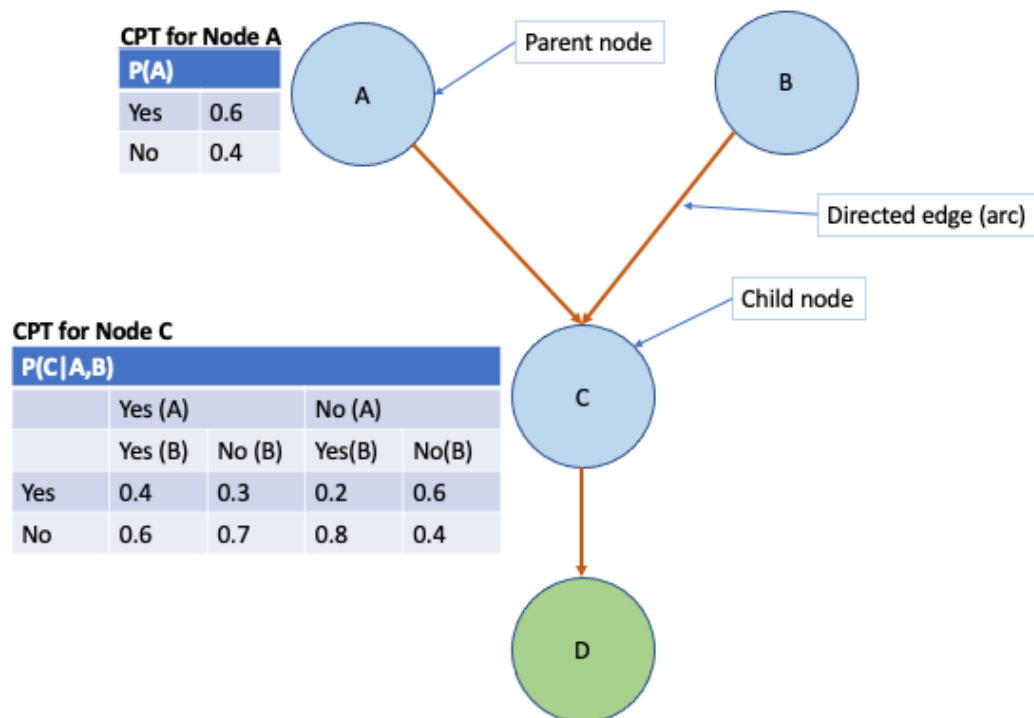 CPT for Node A
P(A)
Yes 0.6
No 0.4
A
Parent node
B
Directed edge (arc)
Child node
CPT for Node C
P(C|A,B)
Yes (A) No (A)
Yes (B) No (B) Yes(B) No(B)
Yes 0.4 0.3 0.2 0.6
No 0.6 0.7 0.8 0.4
C
D